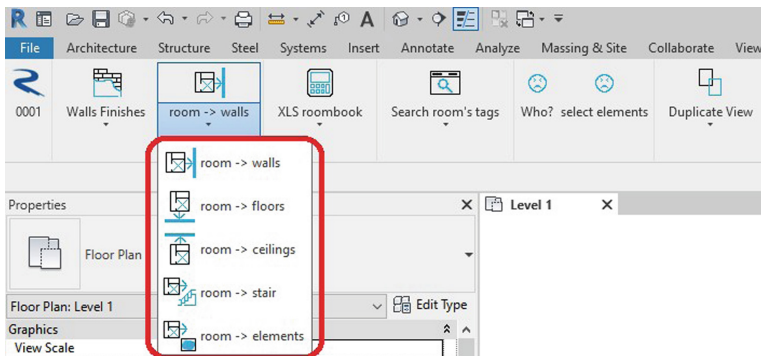 R A
File Architecture Structure Steel Systems Insert Annotate Analyze Massing & Site Collaborate View
0001 Walls Finishes room -> walls XLS roombook Search room's tags Who? select elements Duplicate View
room -> walls
room -> floors
room -> ceilings
room -> stair
room -> elements
Properties
Level 1
Floor Plan
Floor Plan: Level 1
Edit Type
Graphics
View Scale